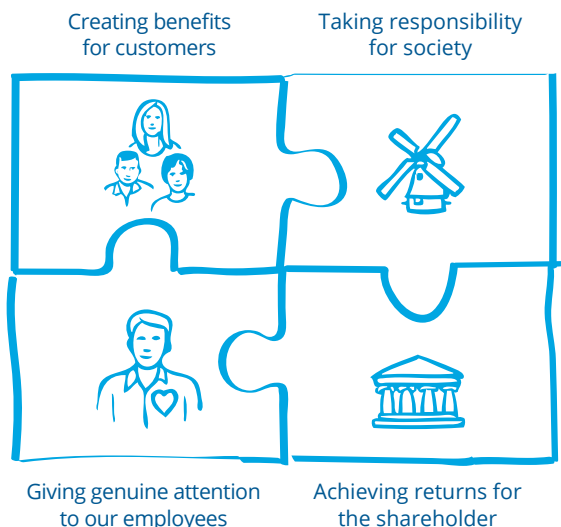 Creating benefits
for customers
Taking responsibility
for society
Giving genuine attention
to our employees
Achieving returns for
the shareholder